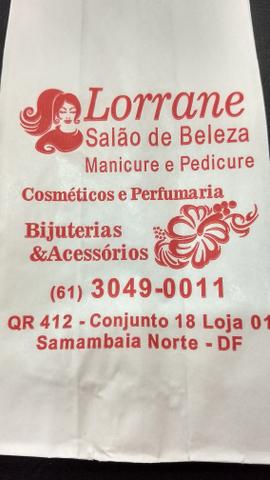 Lorrane
Salão de Beleza
Manicure e Pedicure
Cosméticos e Perfumaria
Bijuterias
&Acessórios
(61) 3049-0011
QR 412 - Conjunto 18 Loja 01
Samambaia Norte - DF